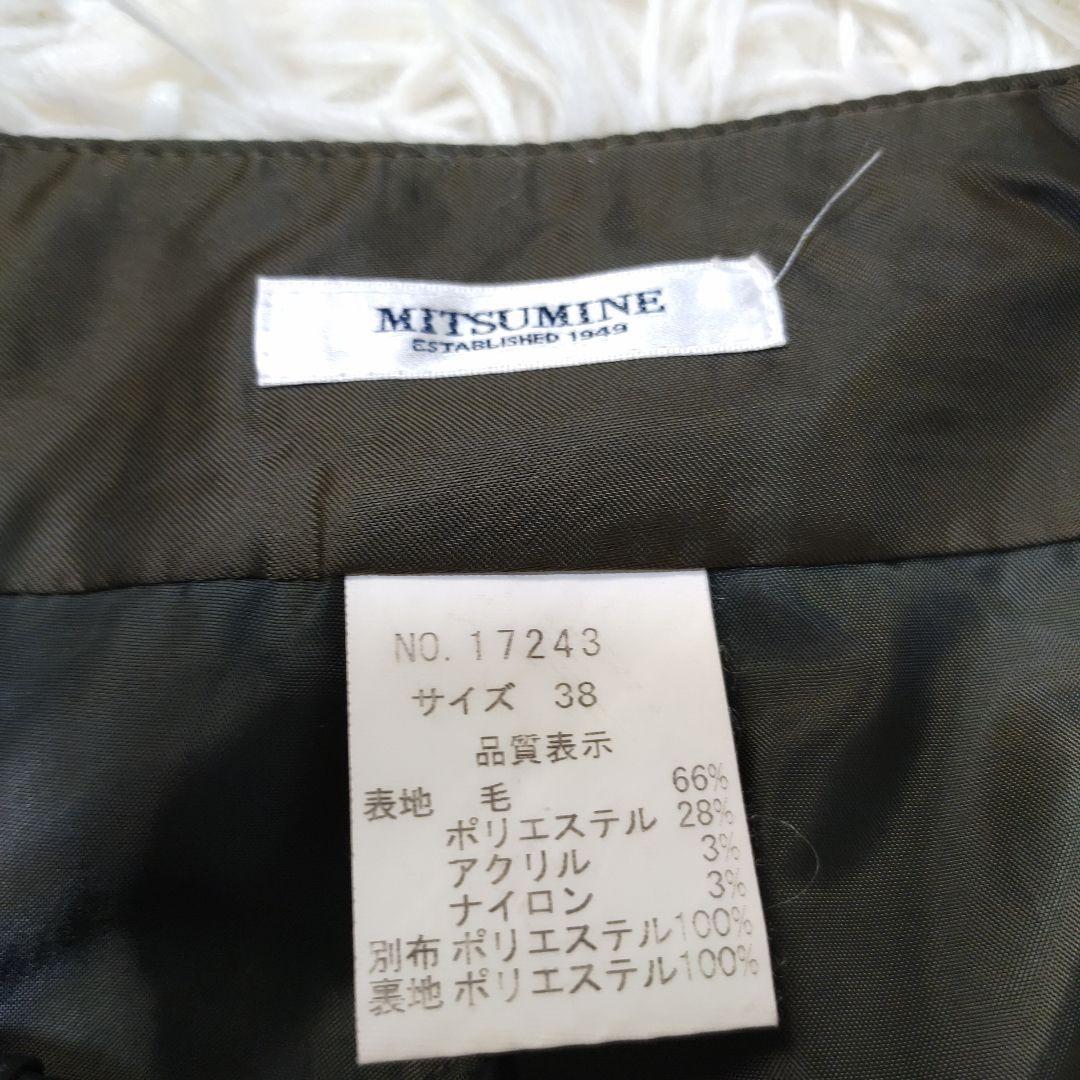 MITSUMINE
ESTABLISHED 1949
NO. 17243
サイズ 38
品質表示
表地 毛 66%
ポリエステル 28%
アクリル 3%
ナイロン 3%
別布 ポリエステル100%
裏地 ポリエステル100%